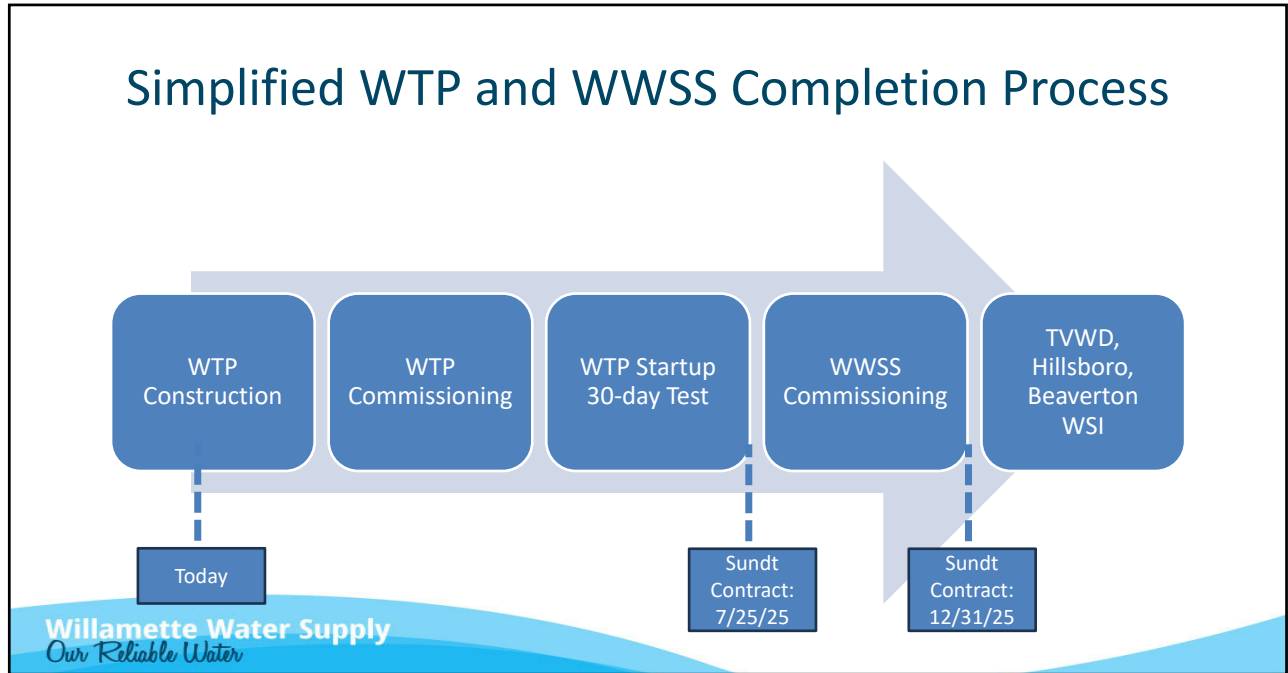 Simplified WTP and WWSS Completion Process
WTP
Construction
WTP
Commissioning
WTP Startup
30-day Test
WWSS
Commissioning
TVWD,
Hillsboro,
Beaverton
WSI
Today
Sundt
Contract:
7/25/25
Sundt
Contract:
12/31/25
Willamette Water Supply
Our Reliable Water